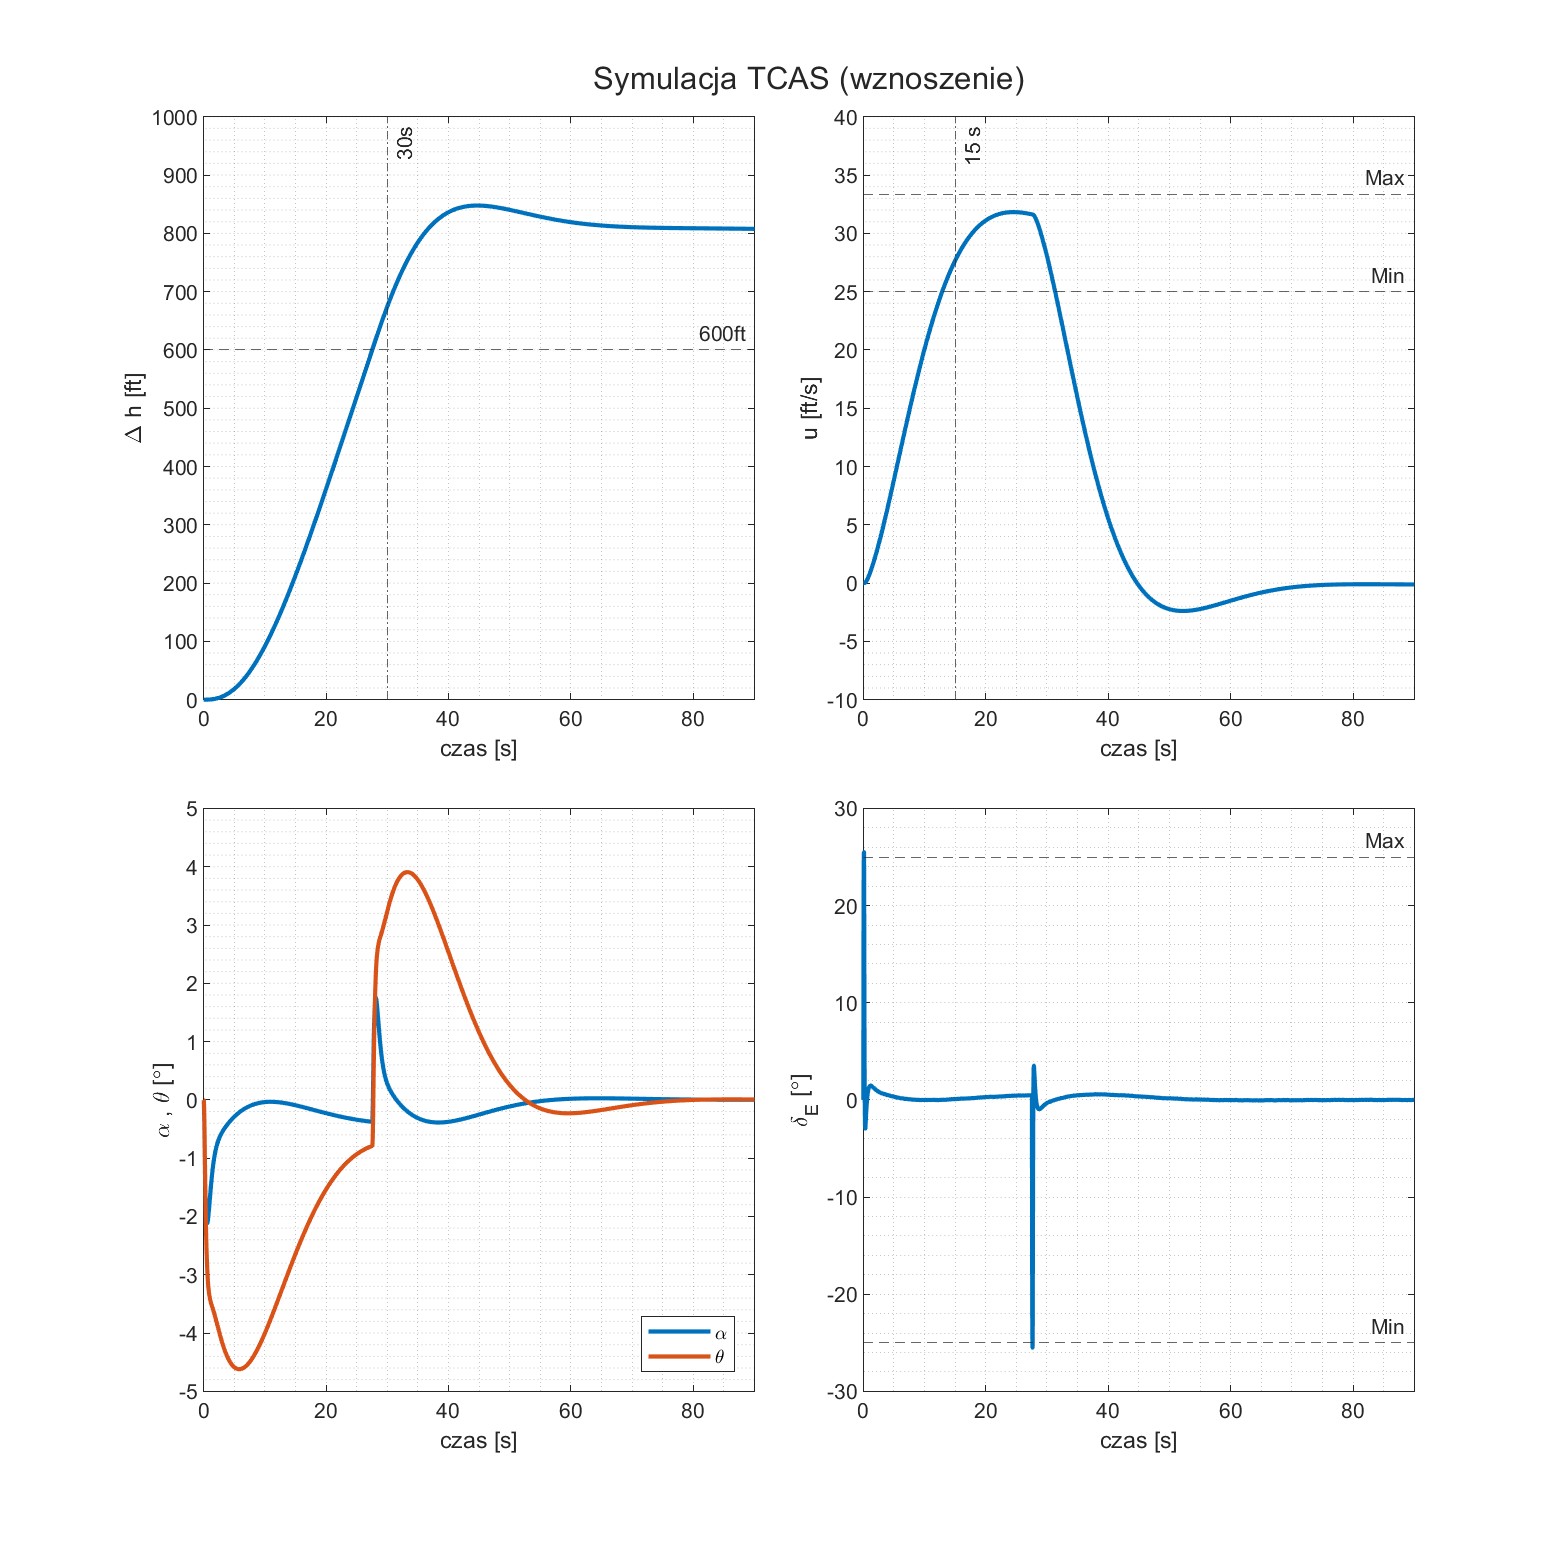 Symulacja TCAS (wznoszenie)
1000
900
800
700
600
500
400
300
200
100
0
0 20 40 60 80
czas [s]
Δ h [ft]
30s
600ft
40
35
30
25
20
15
10
5
0
-5
-10
0 20 40 60 80
czas [s]
u [ft/s]
15 s
Max
Min
5
4
3
2
1
0
-1
-2
-3
-4
-5
0 20 40 60 80
czas [s]
α , θ [°]
α
θ
30
20
10
0
-10
-20
-30
0 20 40 60 80
czas [s]
δE [°]
Max
Min